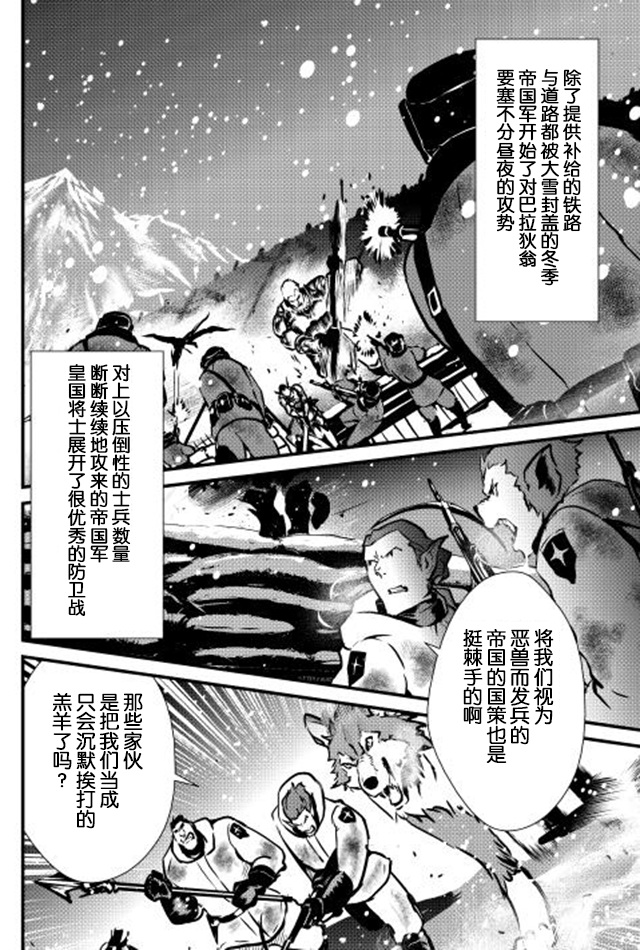 除了提供补给的铁路
与道路都被大雪封盖的冬季
帝国军开始了对巴拉狄翁
要塞不分昼夜的攻势
对上以压倒性的士兵数量
断断续续地攻来的帝国军
皇国将士展开了很优秀的防卫战
将我们视为
恶兽而发兵的
帝国的国策也是
挺棘手的啊
那些家伙
是把我们当成
只会沉默挨打的
羔羊了吗？